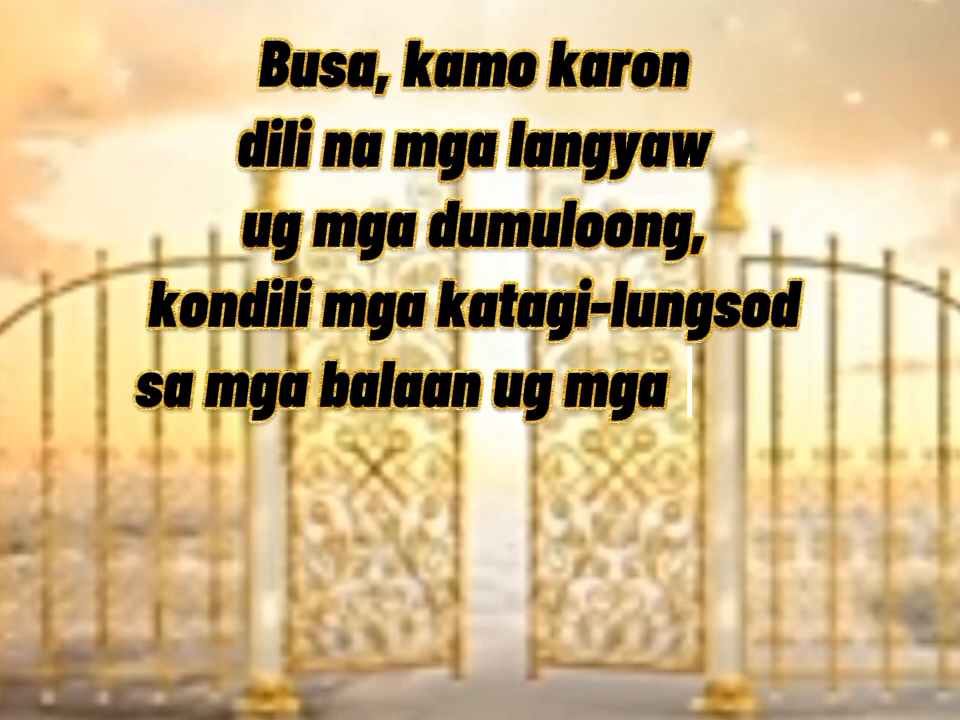 Busa, kamo karon
dili na mga langyaw
ug mga dumuloong,
kondili mga katagi-lungsod
sa mga balaan ug mga